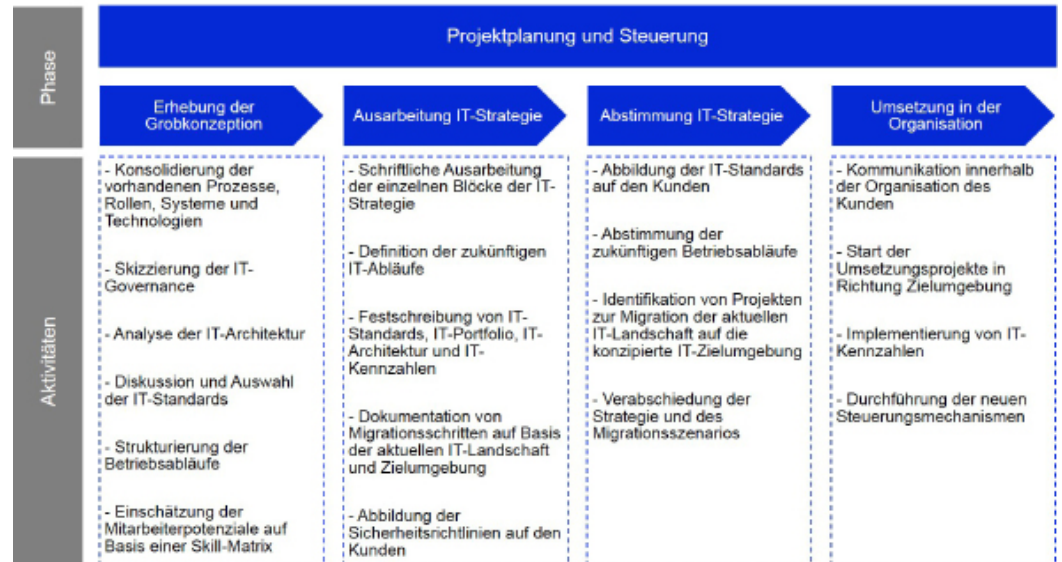 Phase
Projektplanung und Steuerung
Erhebung der
Grobkonzeption
Ausarbeitung IT-Strategie
Abstimmung IT-Strategie
Umsetzung in der
Organisation
Aktivitäten
- Konsolidierung der
vorhandenen Prozesse,
Rollen, Systeme und
Technologien
- Skizzierung der IT-
Governance
- Analyse der IT-Architektur
- Diskussion und Auswahl
der IT-Standards
- Strukturierung der
Betriebsabläufe
- Einschätzung der
Mitarbeiterpotenziale auf
Basis einer Skill-Matrix
- Schriftliche Ausarbeitung
der einzelnen Blöcke der IT-
Strategie
- Definition der zukünftigen
IT-Abläufe
- Festschreibung von IT-
Standards, IT-Portfolio, IT-
Architektur und IT-
Kennzahlen
- Dokumentation von
Migrationsschritten auf Basis
der aktuellen IT-Landschaft
und Zielumgebung
- Abbildung der
Sicherheitsrichtlinien auf den
Kunden
- Abbildung der IT-Standards
auf den Kunden
- Abstimmung der
zukünftigen Betriebsabläufe
- Identifikation von Projekten
zur Migration der aktuellen
IT-Landschaft auf die
konzipierte IT-Zielumgebung
- Verabschiedung der
Strategie und des
Migrationsszenarios
- Kommunikation innerhalb
der Organisation des
Kunden
- Start der
Umsetzungsprojekte in
Richtung Zielumgebung
- Implementierung von IT-
Kennzahlen
- Durchführung der neuen
Steuerungsmechanismen